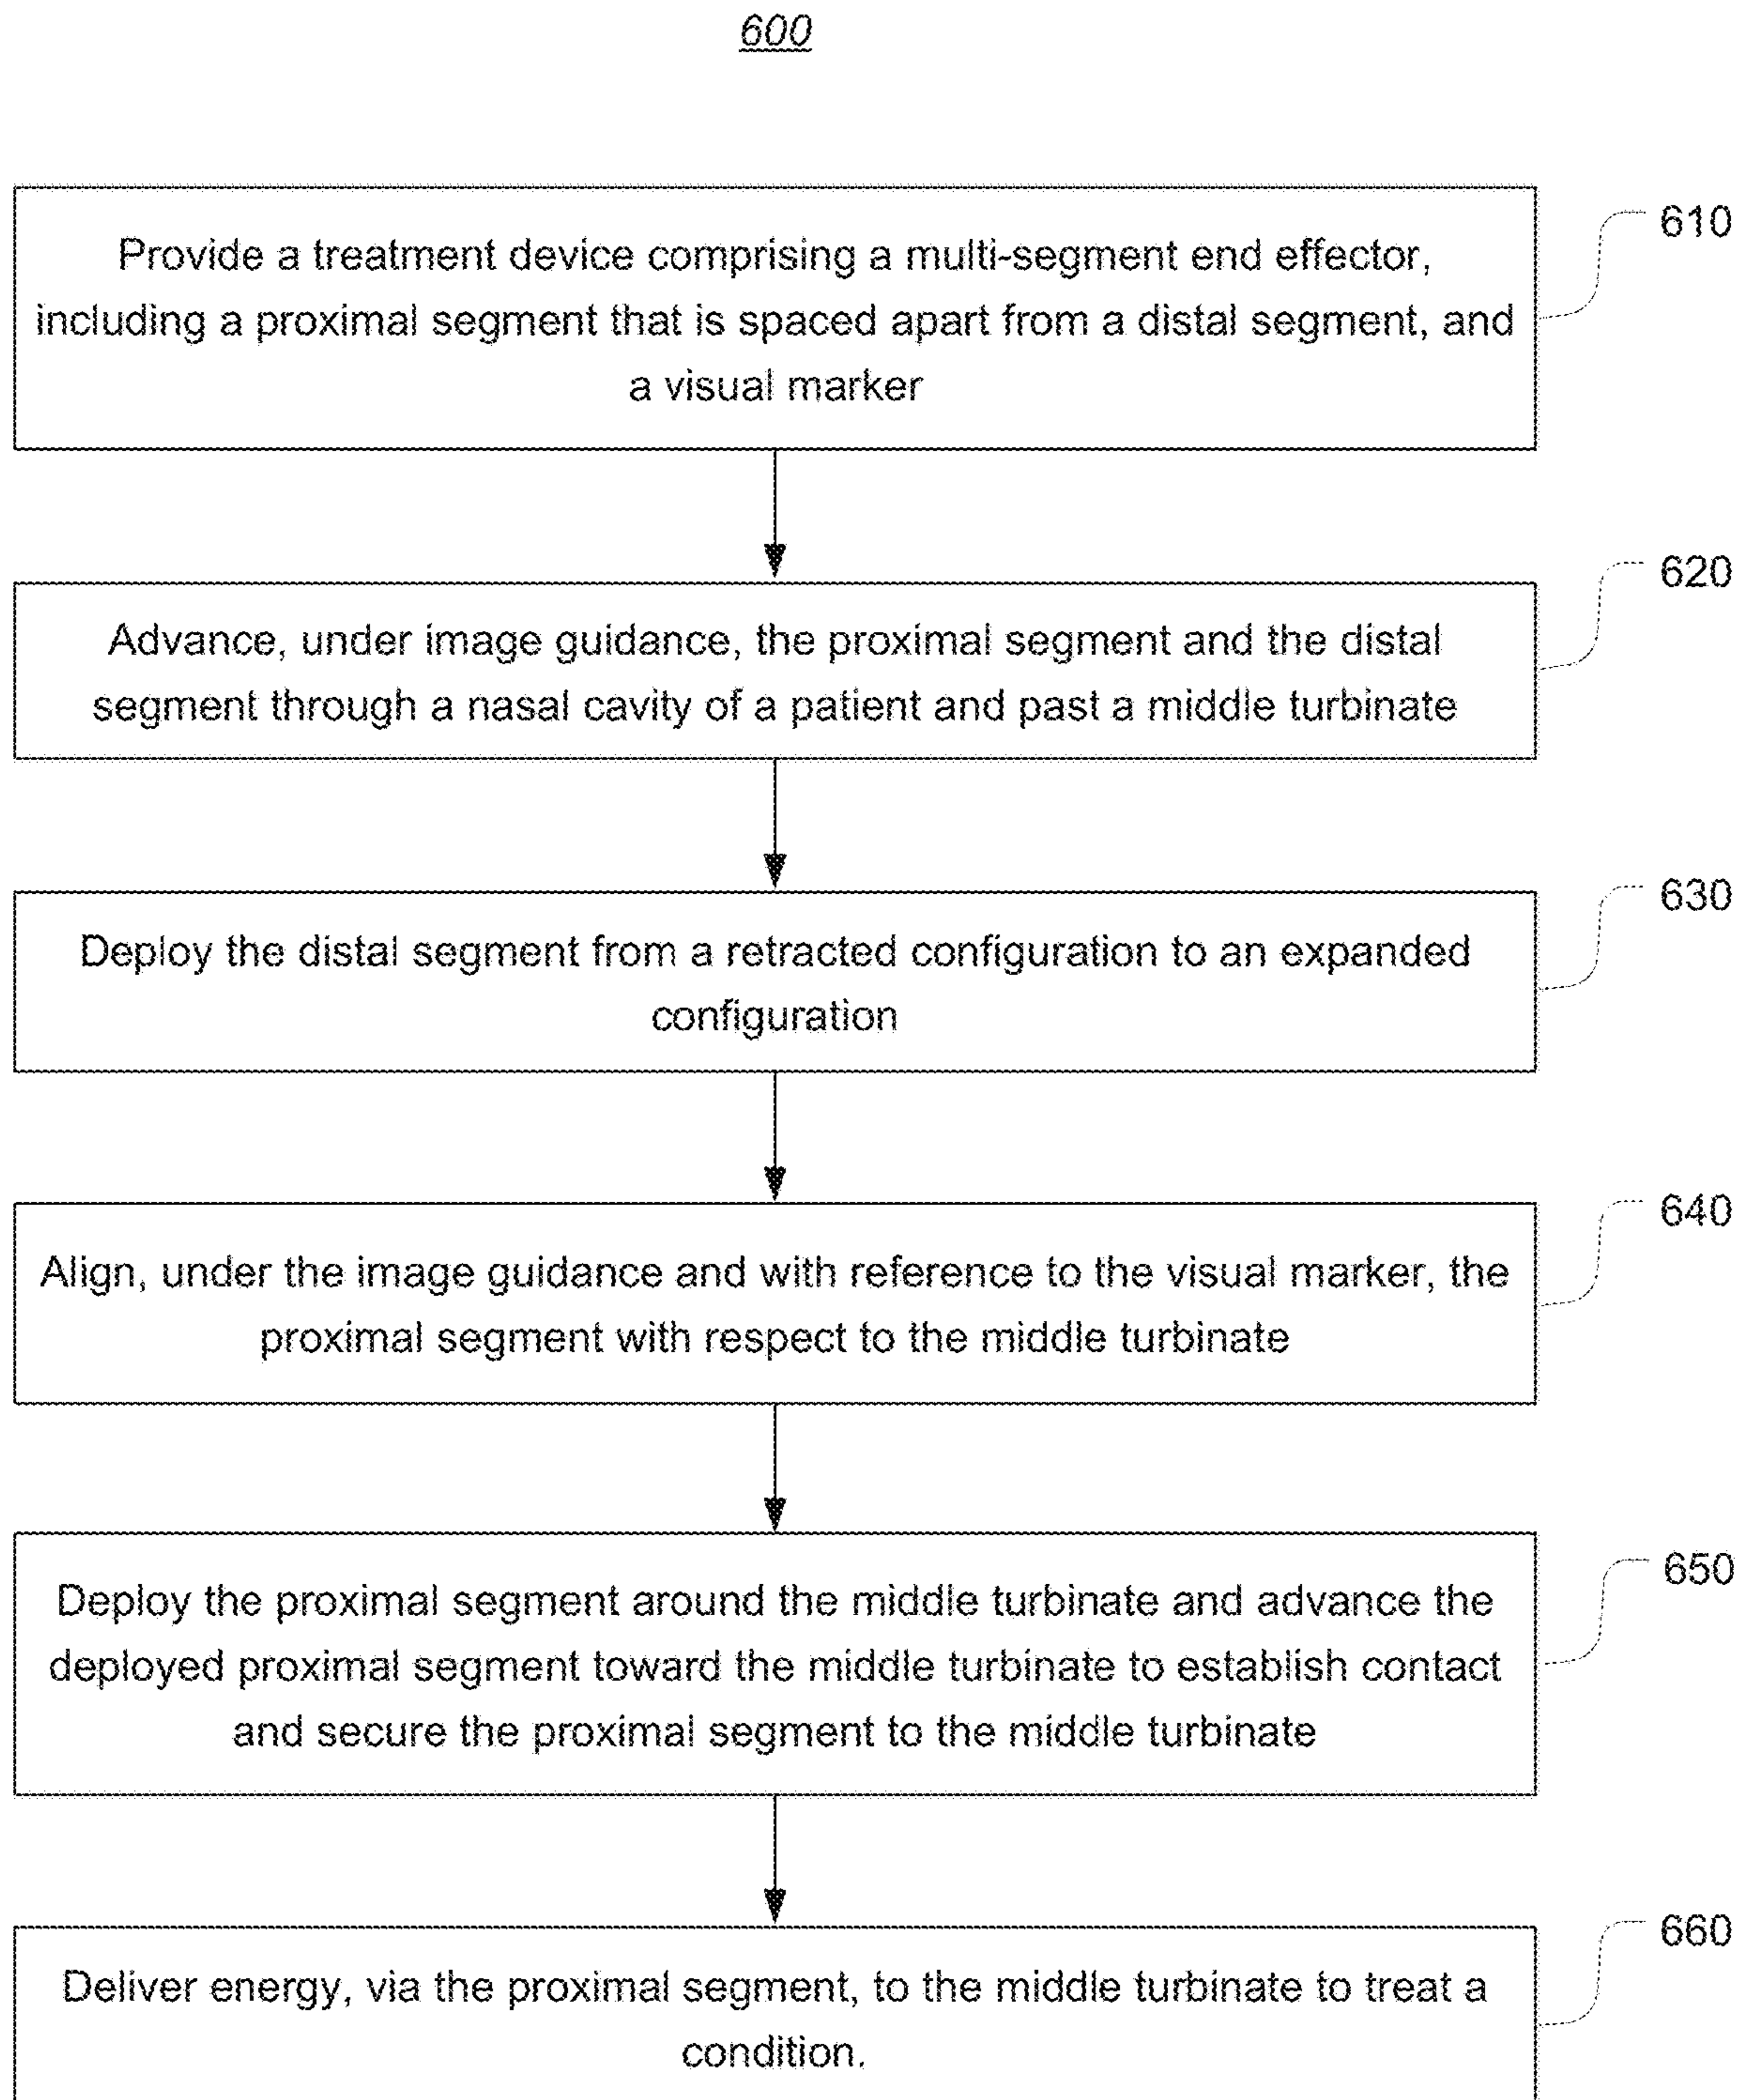 600
Provide a treatment device comprising a multi-segment end effector,
including a proximal segment that is spaced apart from a distal segment, and
a visual marker
610
Advance, under image guidance, the proximal segment and the distal
segment through a nasal cavity of a patient and past a middle turbinate
620
Deploy the distal segment from a retracted configuration to an expanded
configuration
630
Align, under the image guidance and with reference to the visual marker, the
proximal segment with respect to the middle turbinate
640
Deploy the proximal segment around the middle turbinate and advance the
deployed proximal segment toward the middle turbinate to establish contact
and secure the proximal segment to the middle turbinate
650
Deliver energy, via the proximal segment, to the middle turbinate to treat a
condition.
660